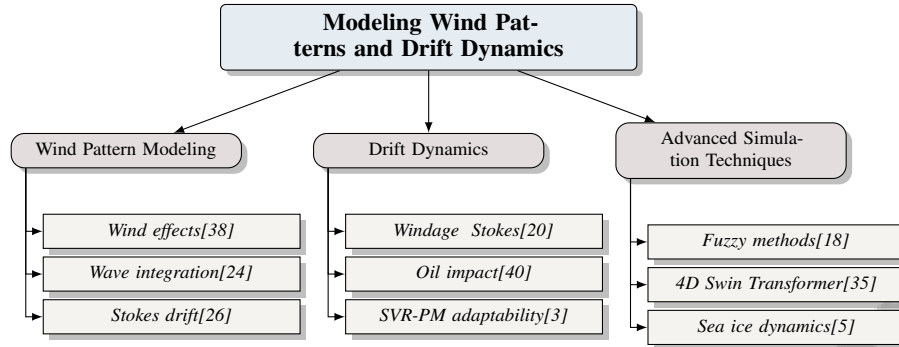 Modeling Wind Pat-
terns and Drift Dynamics
Wind Pattern Modeling
Wind effects[38]
Wave integration[24]
Stokes drift[26]
Drift Dynamics
Windage Stokes[20]
Oil impact[40]
SVR-PM adaptability[3]
Advanced Simula-
tion Techniques
Fuzzy methods[18]
4D Swin Transformer[35]
Sea ice dynamics[5]